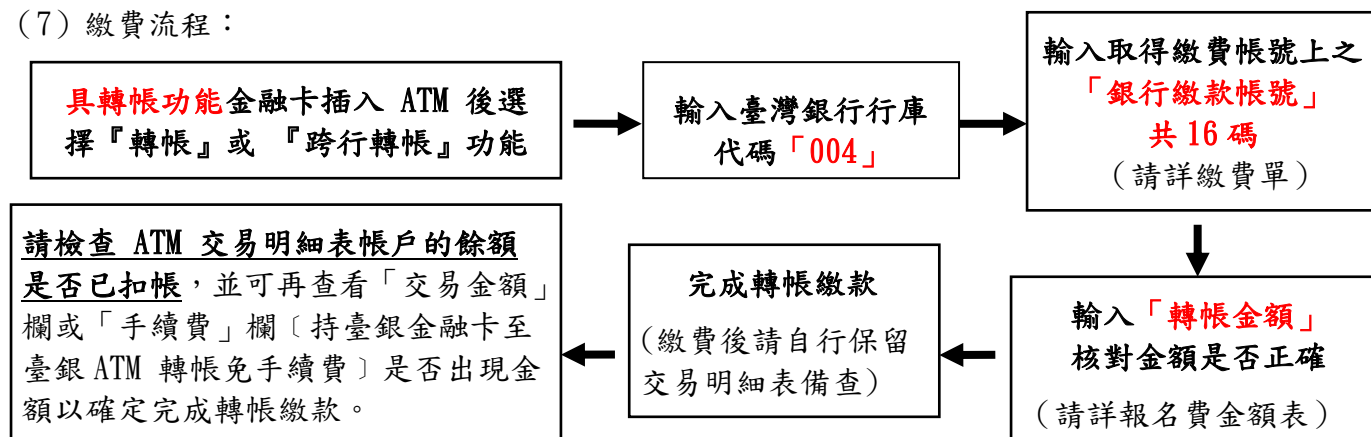 (7) 繳費流程：
具轉帳功能金融卡插入 ATM 後選
擇『轉帳』或 『跨行轉帳』功能
輸入臺灣銀行行庫
代碼「004」
輸入取得繳費帳號上之
「銀行繳款帳號」
共 16 碼
（請詳繳費單）
輸入「轉帳金額」
核對金額是否正確
（請詳報名費金額表）
完成轉帳繳款
(繳費後請自行保留
交易明細表備查)
請檢查 ATM 交易明細表帳戶的餘額
是否已扣帳，並可再查看「交易金額」
欄或「手續費」欄﹝持臺銀金融卡至
臺銀 ATM 轉帳免手續費﹞是否出現金
額以確定完成轉帳繳款。